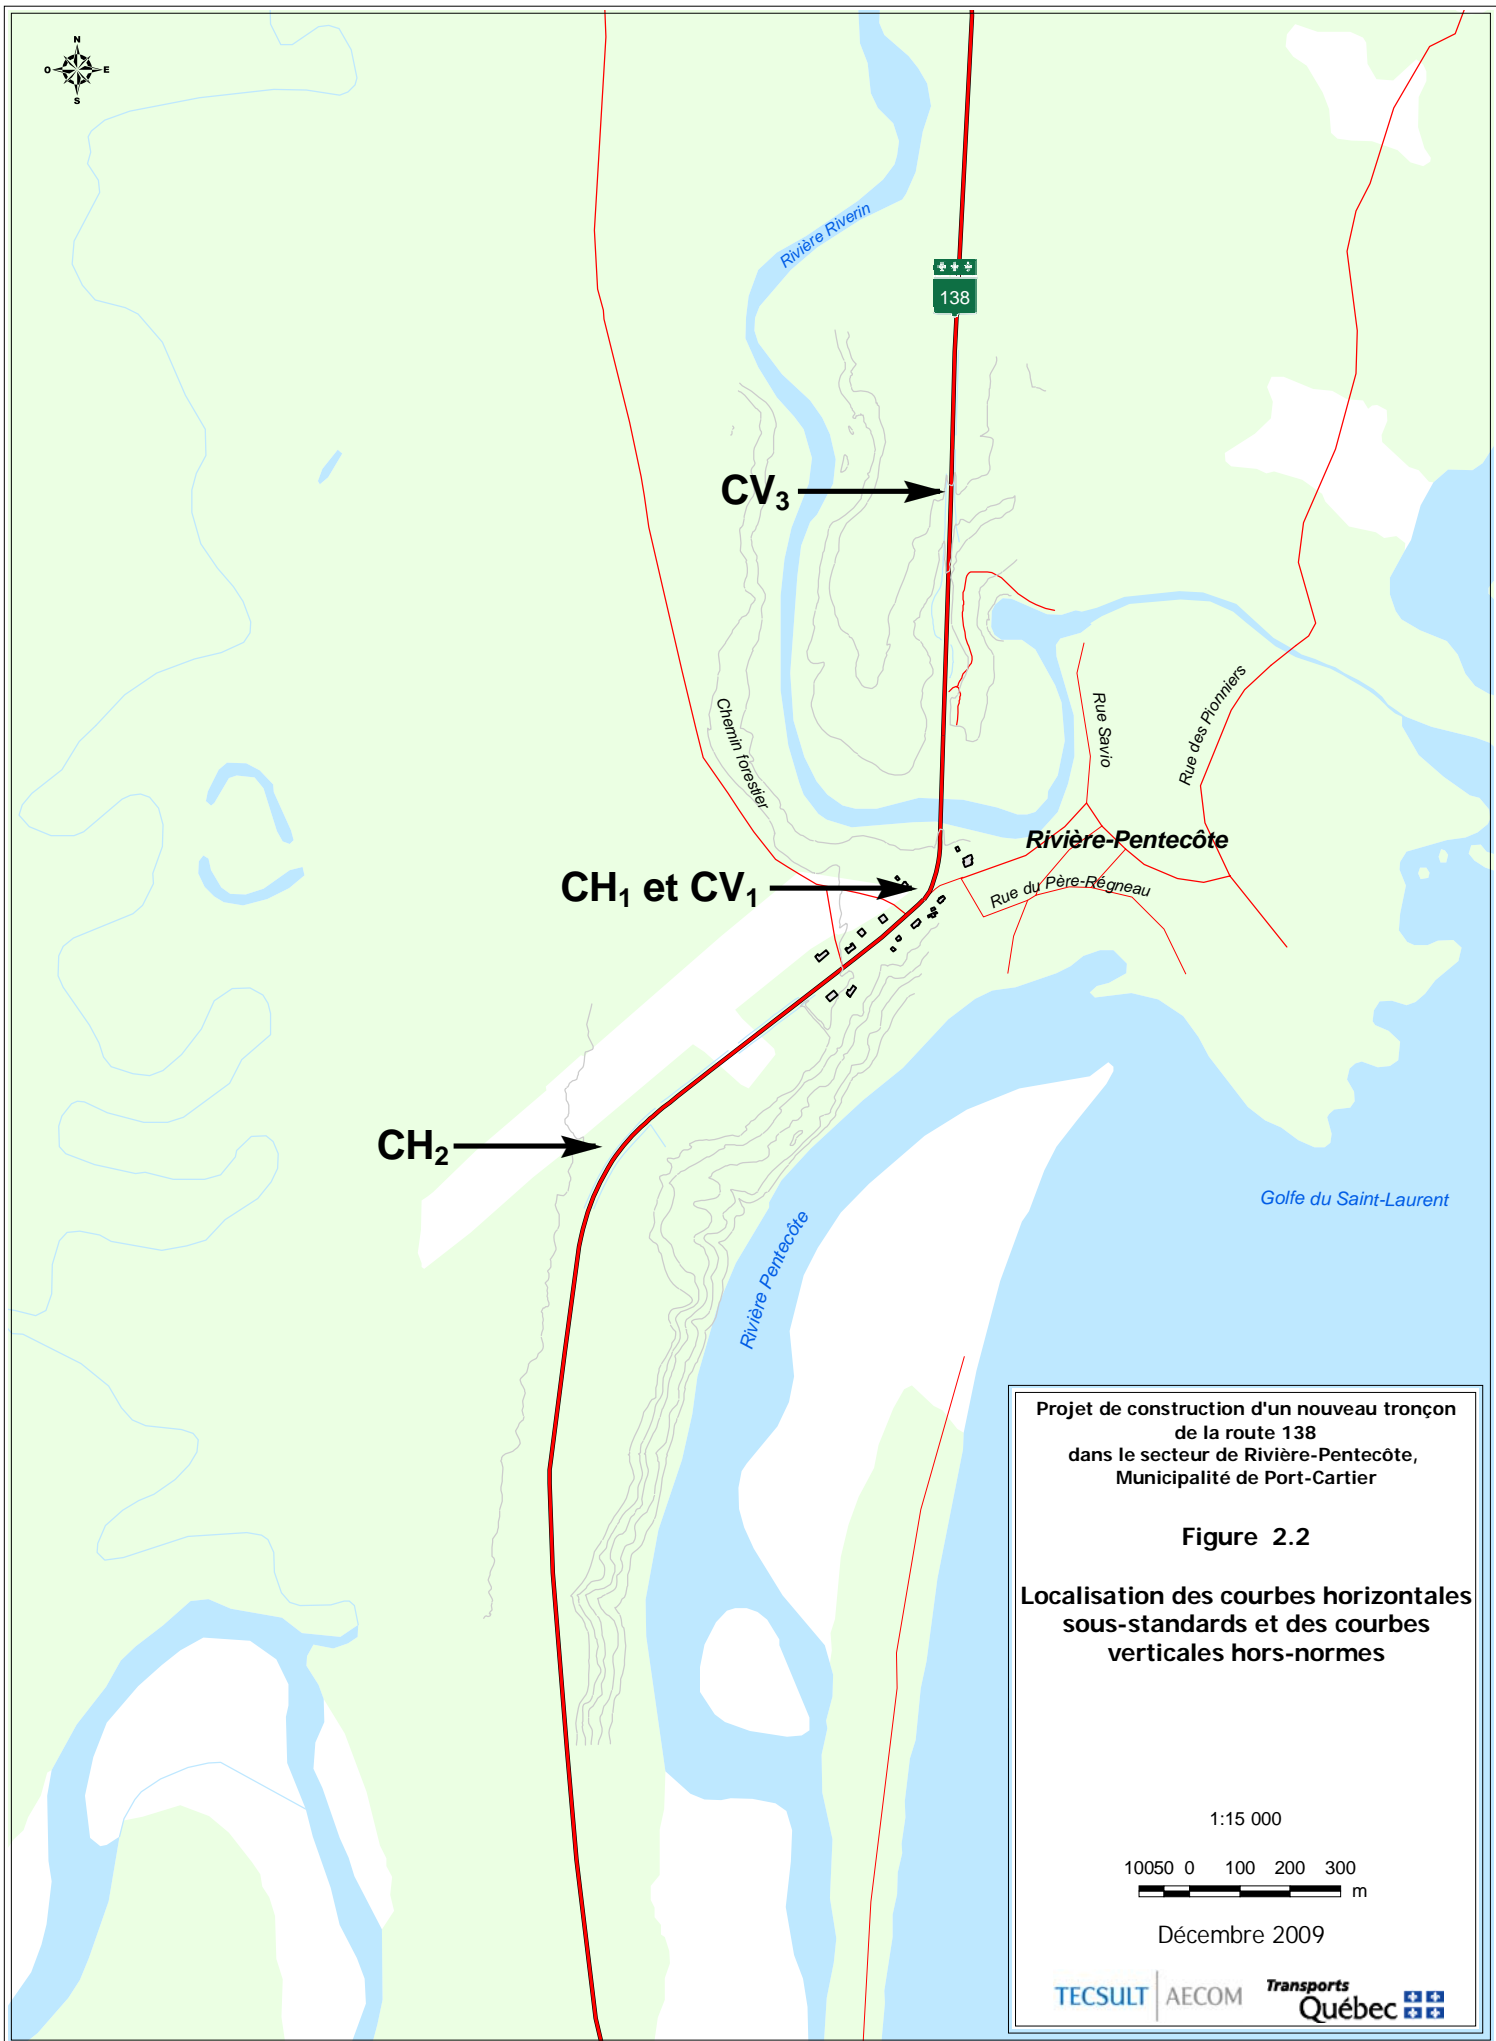 N
O E
S
Rivière Riverin
138
CV3
Chemin forestier
Rue Savio
Rue des Pionniers
Rivière-Pentecôte
CH1 et CV1
Rue du Père-Régneau
CH2
Golfe du Saint-Laurent
Rivière Pentecôte
Projet de construction d'un nouveau tronçon
de la route 138
dans le secteur de Rivière-Pentecôte,
Municipalité de Port-Cartier
Figure 2.2
Localisation des courbes horizontales
sous-standards et des courbes
verticales hors-normes
1:15 000
10050 0 100 200 300
m
Décembre 2009
TECSULT AECOM
Transports
Québec